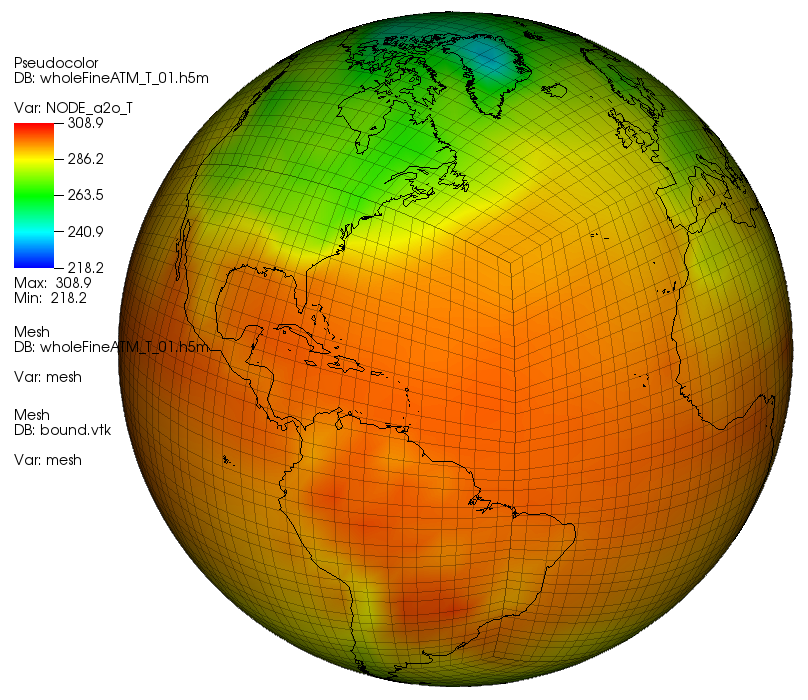 Pseudocolor
DB: wholeFineATM_T_01.h5m
Var: NODE_a2o_T
308.9
286.2
263.5
240.9
218.2
Max: 308.9
Min: 218.2
Mesh
DB: wholeFineATM_T_01.h5m
Var: mesh
Mesh
DB: bound.vtk
Var: mesh